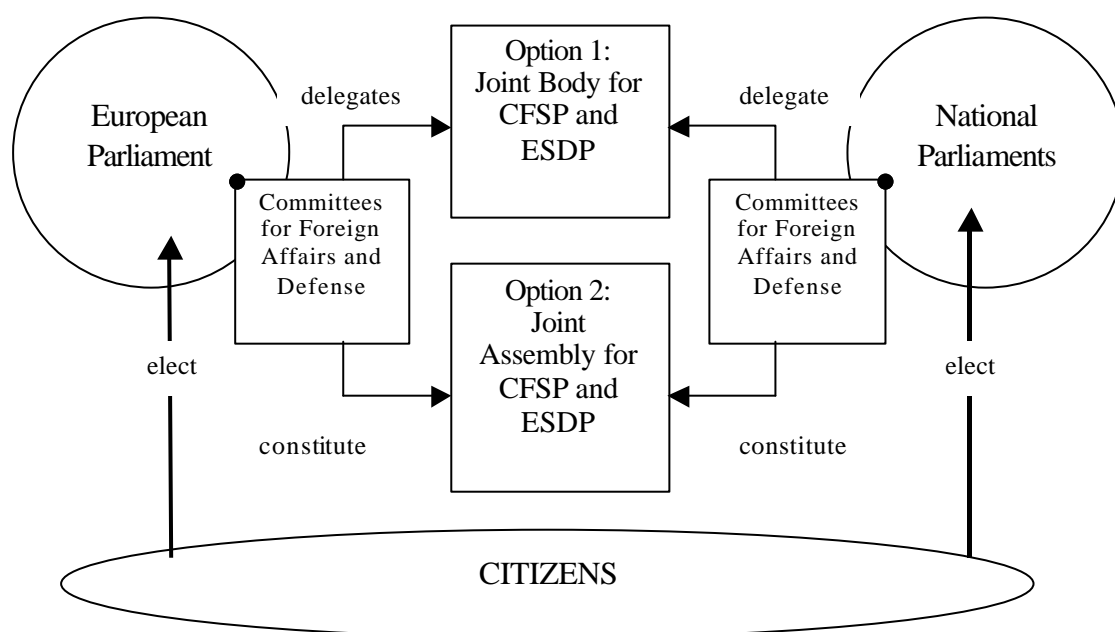 European
Parliament
delegates
Option 1:
Joint Body for
CFSP and
ESDP
delegate
National
Parliaments
Committees
for Foreign
Affairs and
Defense
Committees
for Foreign
Affairs and
Defense
Option 2:
Joint
Assembly for
CFSP and
ESDP
elect
elect
constitute
constitute
CITIZENS